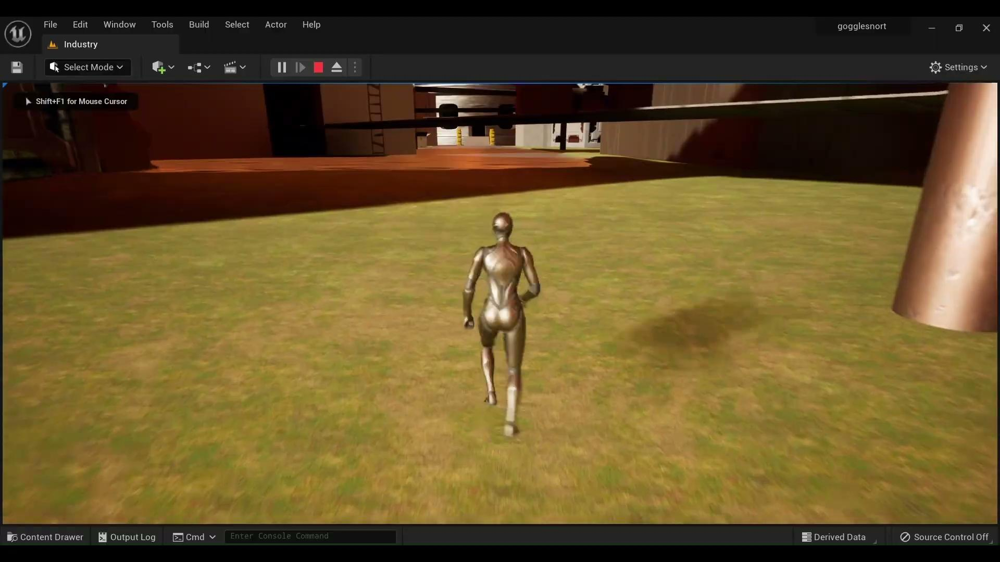 File Edit Window Tools Build Select Actor Help
gogglesnort
Industry
Select Mode
Settings
Shift+F1 for Mouse Cursor
Content Drawer
Output Log
Cmd
Enter Console Command
Derived Data
Source Control Off